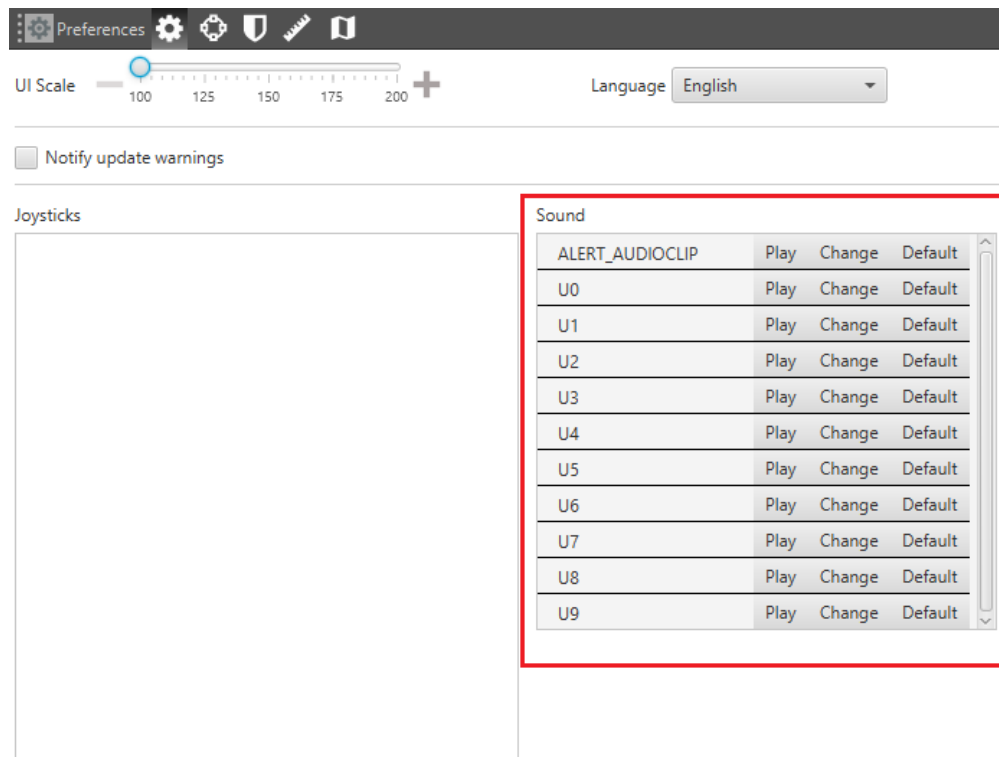 Preferences
UI Scale
100 125 150 175 200
Language English
Notify update warnings
Joysticks
Sound
ALERT_AUDIOCLIP Play Change Default
U0 Play Change Default
U1 Play Change Default
U2 Play Change Default
U3 Play Change Default
U4 Play Change Default
U5 Play Change Default
U6 Play Change Default
U7 Play Change Default
U8 Play Change Default
U9 Play Change Default